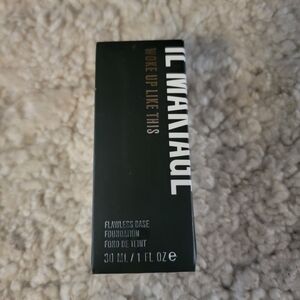 IL MAKIAGE
WOKE UP LIKE THIS
FLAWLESS BASE
FOUNDATION
FOND DE TEINT
30 ML / 1 FL OZ e